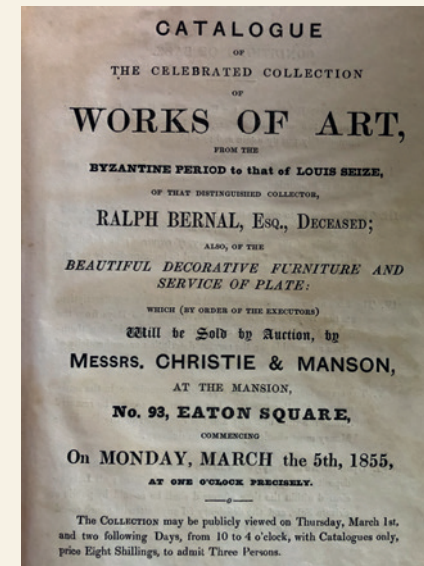 CATALOGUE
OF
THE CELEBRATED COLLECTION
OF
WORKS OF ART,
FROM THE
BYZANTINE PERIOD to that of LOUIS SEIZE,
OF THAT DISTINGUISHED COLLECTOR,
RALPH BERNAL, ESQ., DECEASED;
ALSO, OF THE
BEAUTIFUL DECORATIVE FURNITURE AND
SERVICE OF PLATE:
WHICH (BY ORDER OF THE EXECUTORS)
Will be Sold by Auction, by
MESSRS. CHRISTIE & MANSON,
AT THE MANSION,
No. 93, EATON SQUARE,
COMMENCING
On MONDAY, MARCH the 5th, 1855,
AT ONE O'CLOCK PRECISELY.
The COLLECTION may be publicly viewed on Thursday, March 1st,
and two following Days, from 10 to 4 o'clock, with Catalogues only,
price Eight Shillings, to admit Three Persons.